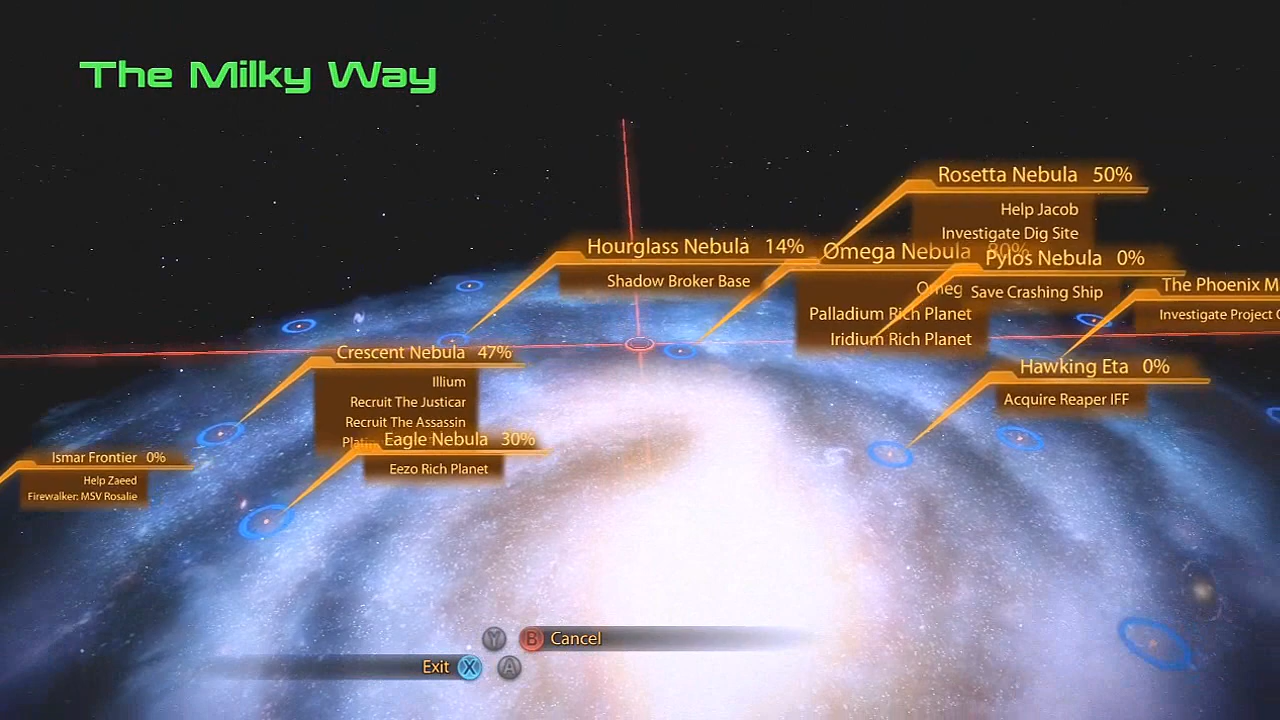 The Milky Way
Rosetta Nebula 50%
Help Jacob
Investigate Dig Site
Hourglass Nebula 14%
Shadow Broker Base
Omega Nebula 80%
Palladium Rich Planet
Iridium Rich Planet
Pylos Nebula 0%
Save Crashing Ship
The Phoenix M
Investigate Project
Crescent Nebula 47%
Illium
Recruit The Justicar
Recruit The Assassin
Hawking Eta 0%
Acquire Reaper IFF
Eagle Nebula 30%
Eezo Rich Planet
Ismar Frontier 0%
Help Zaeed
Firewalker: MSV Rosalie
Y B Cancel
Exit X A